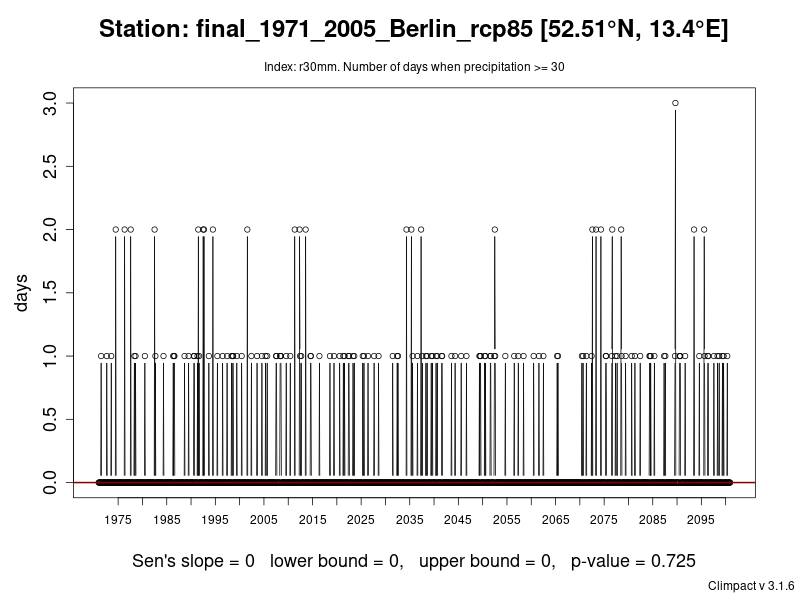 Station: final_1971_2005_Berlin_rcp85 [52.51°N, 13.4°E]
Index: r30mm. Number of days when precipitation >= 30
3.0
2.5
2.0
1.5
1.0
0.5
0.0
days
1975 1985 1995 2005 2015 2025 2035 2045 2055 2065 2075 2085 2095
Sen's slope = 0 lower bound = 0, upper bound = 0, p-value = 0.725
Climpact v 3.1.6